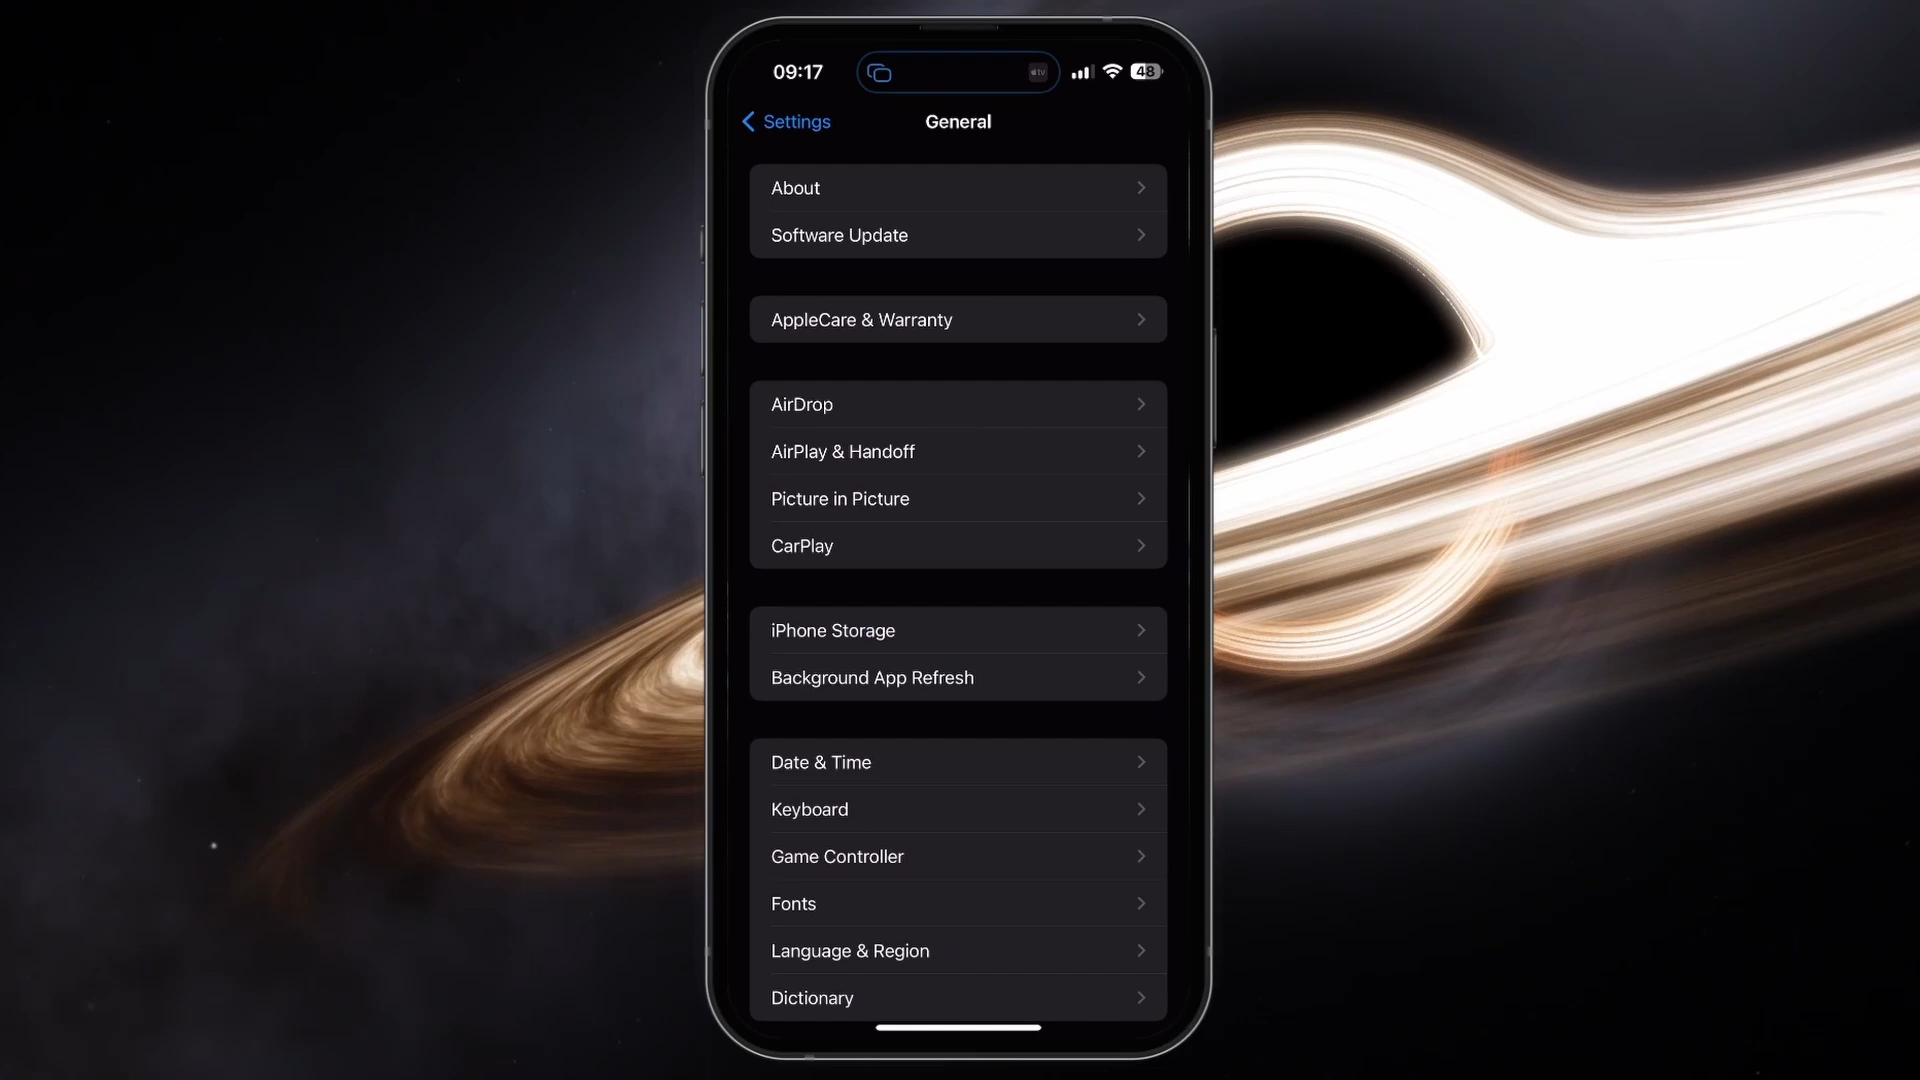 09:17
tv
48
Settings
General
About
Software Update
AppleCare & Warranty
AirDrop
AirPlay & Handoff
Picture in Picture
CarPlay
iPhone Storage
Background App Refresh
Date & Time
Keyboard
Game Controller
Fonts
Language & Region
Dictionary